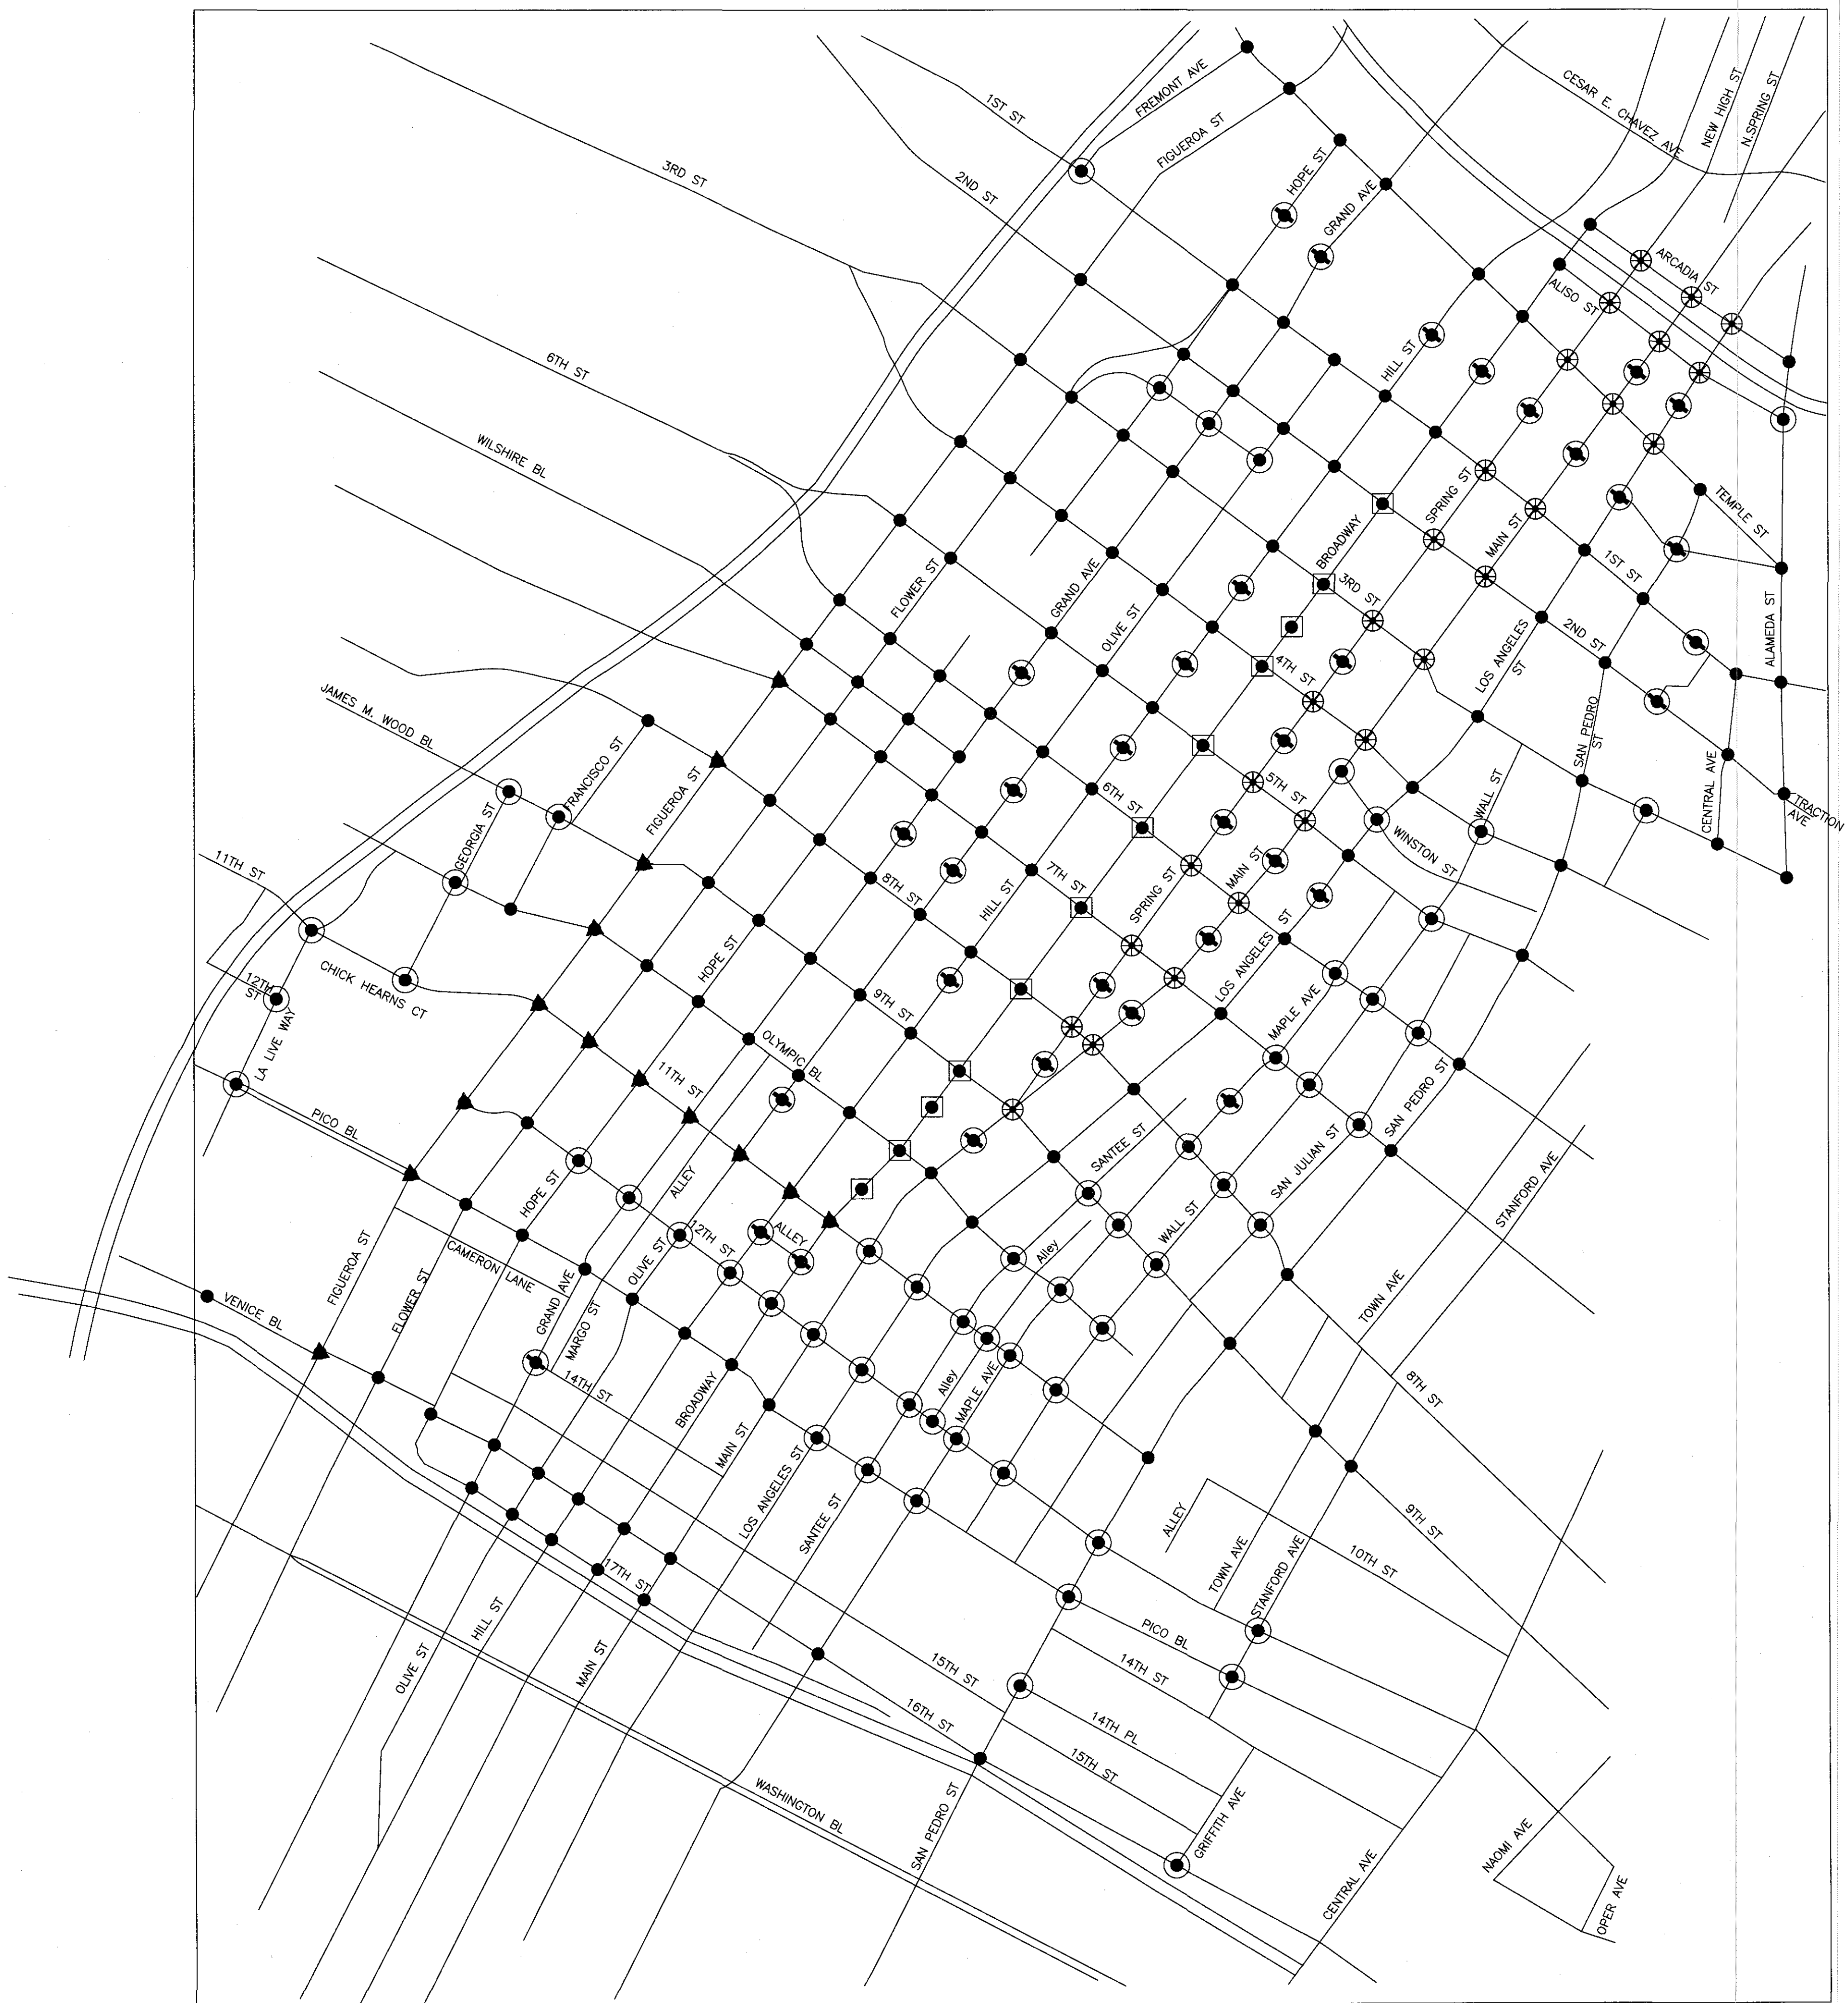 FREMONT AVE
1ST ST
FIGUEROA ST
CESAR E. CHAVEZ AVE
NEW HIGH ST
N.SPRING ST
3RD ST
2ND ST
HOPE ST
GRAND AVE
ARCADIA ST
ALISO ST
6TH ST
HILL ST
WILSHIRE BL
SPRING ST
TEMPLE ST
BROADWAY
MAIN ST
1ST ST
FLOWER ST
GRAND AVE
OLIVE ST
3RD ST
LOS ANGELES
ST
2ND ST
ALAMEDA ST
4TH ST
SAN PEDRO
ST
JAMES M. WOOD BL
FRANCISCO ST
FIGUEROA ST
5TH ST
6TH ST
WALL ST
CENTRAL AVE
TRACTION
AVE
GEORGIA ST
WINSTON ST
11TH ST
8TH ST
7TH ST
HILL ST
SPRING ST
MAIN ST
12TH
ST
CHICK HEARNS CT
HOPE ST
9TH ST
LOS ANGELES ST
MAPLE AVE
LA LIVE WAY
OLYMPIC BL
11TH ST
PICO BL
SAN PEDRO ST
SANTEE ST
SAN JULIAN ST
STANFORD AVE
HOPE ST
ALLEY
WALL ST
FIGUEROA ST
CAMERON LANE
OLIVE ST
12TH ST
ALLEY
Alley
TOWN AVE
VENICE BL
FLOWER ST
GRAND AVE
MARGO ST
14TH ST
BROADWAY
Alley
MAPLE AVE
8TH ST
MAIN ST
LOS ANGELES ST
SANTEE ST
ALLEY
9TH ST
TOWN AVE
10TH ST
STANFORD AVE
17TH ST
HILL ST
OLIVE ST
MAIN ST
PICO BL
14TH ST
15TH ST
16TH ST
14TH PL
15TH ST
WASHINGTON BL
SAN PEDRO ST
GRIFFITH AVE
CENTRAL AVE
NAOMI AVE
OPER AVE